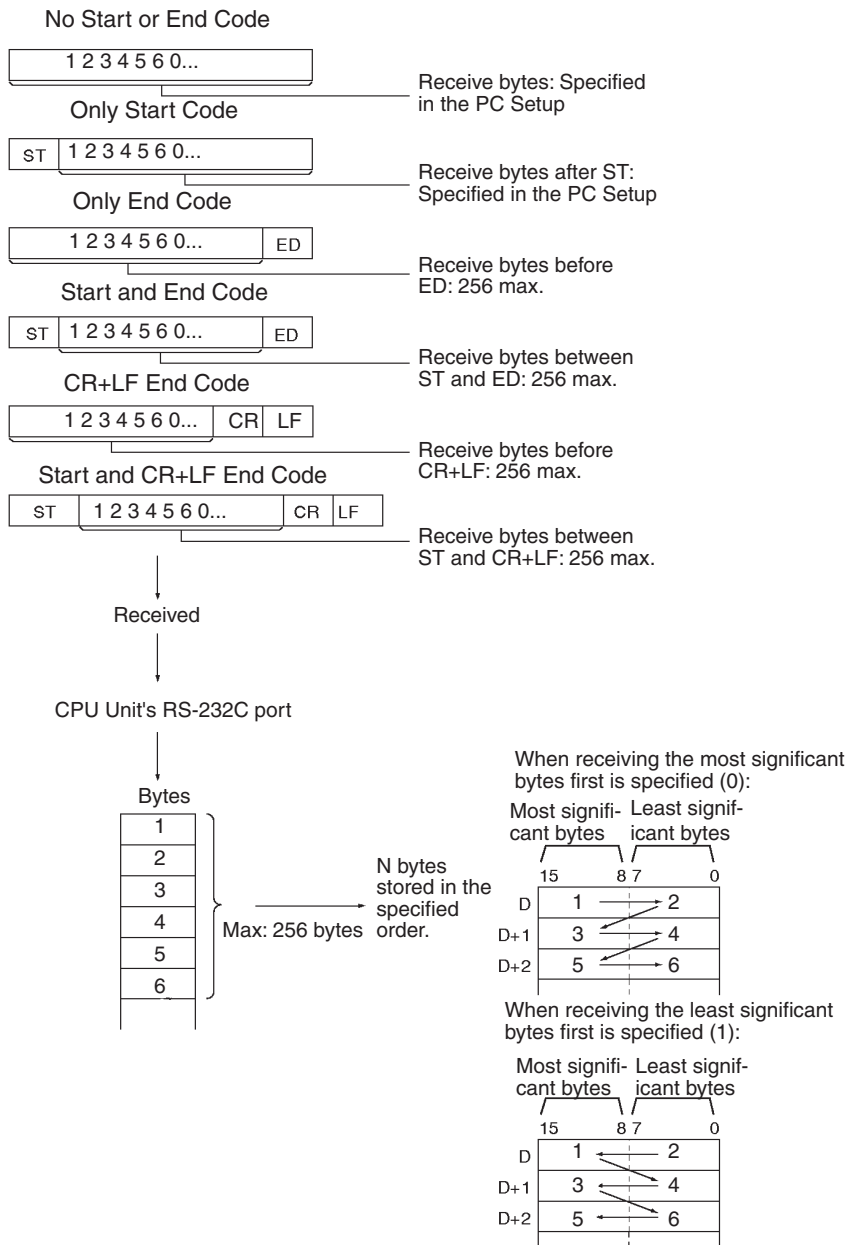 No Start or End Code
1 2 3 4 5 6 0...
Receive bytes: Specified
in the PC Setup
Only Start Code
ST 1 2 3 4 5 6 0...
Receive bytes after ST:
Specified in the PC Setup
Only End Code
1 2 3 4 5 6 0... ED
Receive bytes before
ED: 256 max.
Start and End Code
ST 1 2 3 4 5 6 0... ED
Receive bytes between
ST and ED: 256 max.
CR+LF End Code
1 2 3 4 5 6 0... CR LF
Receive bytes before
CR+LF: 256 max.
Start and CR+LF End Code
ST 1 2 3 4 5 6 0... CR LF
Receive bytes between
ST and CR+LF: 256 max.
Received
CPU Unit's RS-232C port
Bytes
1
2
3
4
5
6
Max: 256 bytes
N bytes
stored in the
specified
order.
When receiving the most significant
bytes first is specified (0):
Most signifi- Least signif-
cant bytes icant bytes
15 8 7 0
D 1 2
D+1 3 4
D+2 5 6
When receiving the least significant
bytes first is specified (1):
Most signifi- Least signif-
cant bytes icant bytes
15 8 7 0
D 1 2
D+1 3 4
D+2 5 6